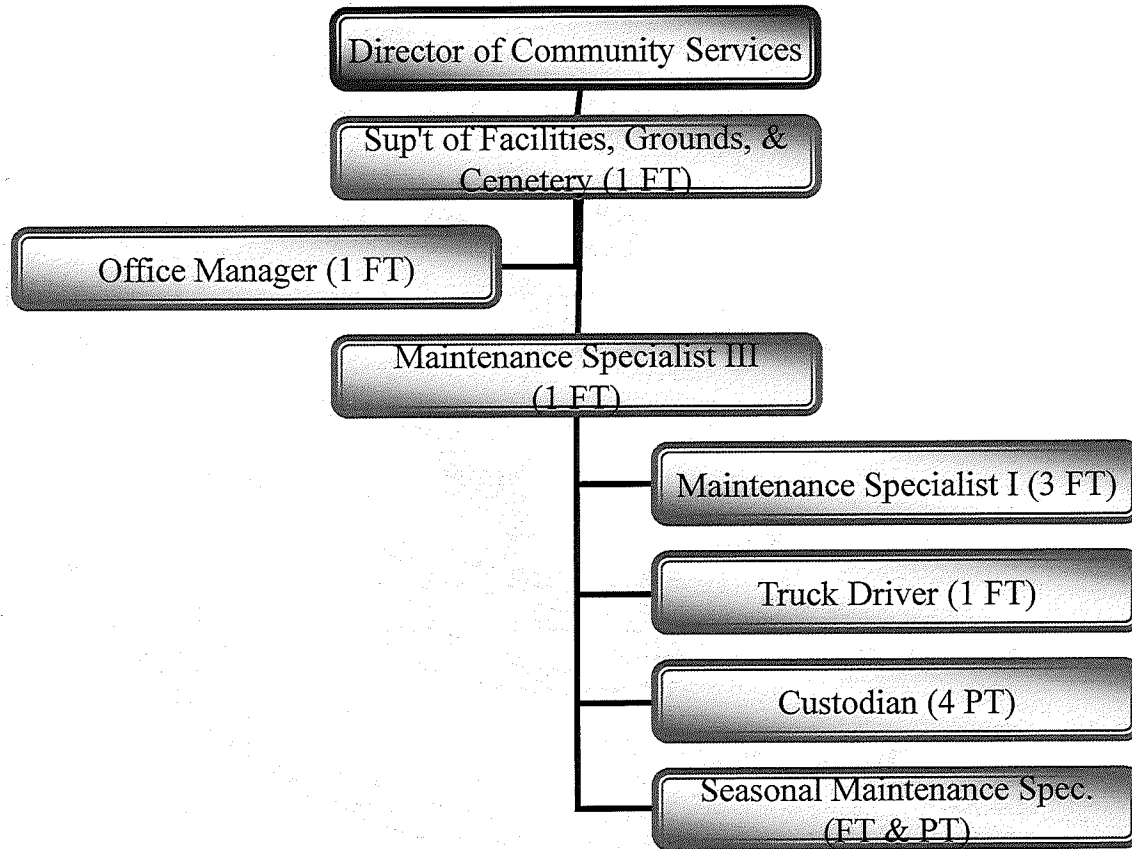 Director of Community Services
Sup't of Facilities, Grounds, &
Cemetery (1 FT)
Office Manager (1 FT)
Maintenance Specialist III
(1 FT)
Maintenance Specialist I (3 FT)
Truck Driver (1 FT)
Custodian (4 PT)
Seasonal Maintenance Spec.
(FT & PT)